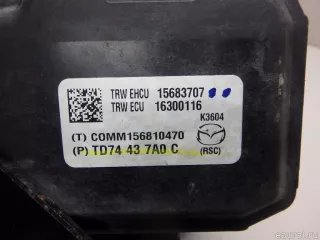 TRW EHCU 15683707
TRW ECU 16300116
K3604
(T) COMM156810470
(P) TD74 43 7A0 C
(RSC)